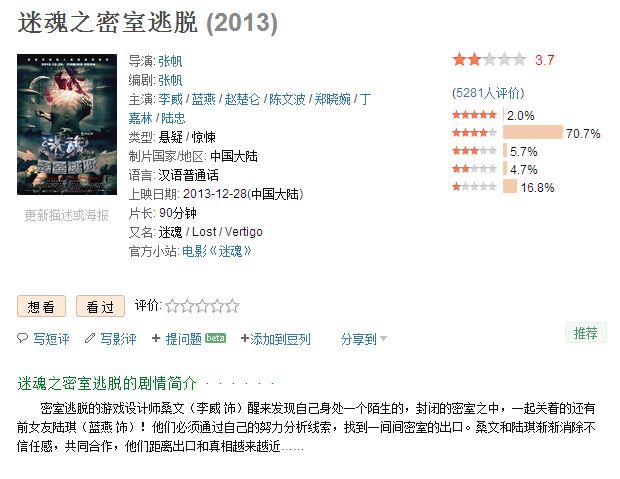 迷魂之密室逃脱 (2013)
导演: 张帆
编剧: 张帆
主演: 李威 / 蓝燕 / 赵楚仑 / 陈文波 / 郑晓婉 / 丁
嘉林 / 陆忠
类型: 悬疑 / 惊悚
制片国家/地区: 中国大陆
语言: 汉语普通话
上映日期: 2013-12-28(中国大陆)
片长: 90分钟
又名: 迷魂 / Lost / Vertigo
官方小站: 电影《迷魂》
迷魂
更新描述或海报
3.7
(5281人评价)
2.0%
70.7%
5.7%
4.7%
16.8%
想看 看过 评价:
写短评 写影评 提问题 beta 添加到豆列 分享到 推荐
迷魂之密室逃脱的剧情简介 · · · · · ·
密室逃脱的游戏设计师桑文（李威 饰）醒来发现自己身处一个陌生的，封闭的密室之中，一起关着的还有
前女友陆琪（蓝燕 饰）！他们必须通过自己的努力分析线索，找到一间间密室的出口。桑文和陆琪渐渐消除不
信任感，共同合作，他们距离出口和真相越来越近……